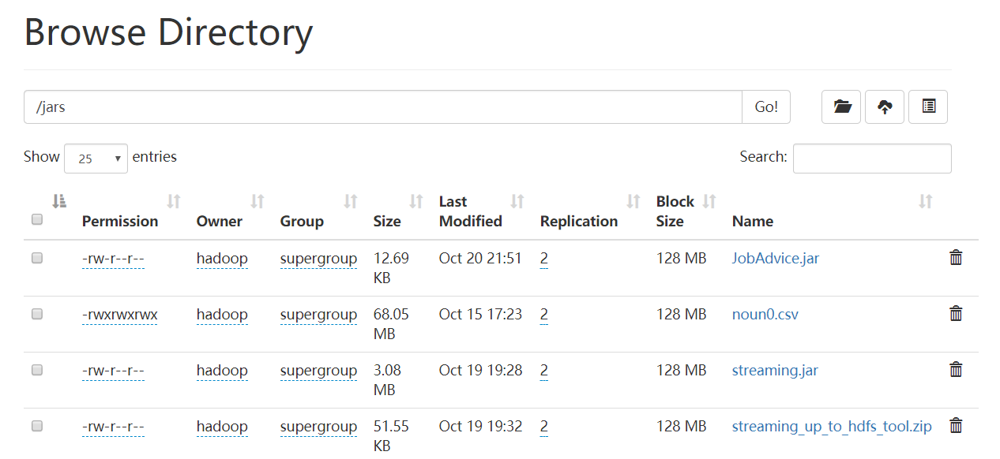 Browse Directory
/jars Go!
Show 25 entries Search:
Last Block
Permission Owner Group Size Modified Replication Size Name
-rw-r--r-- hadoop supergroup 12.69 Oct 20 21:51 2 128 MB JobAdvice.jar
KB
-rwxrwxrwx hadoop supergroup 68.05 Oct 15 17:23 2 128 MB noun0.csv
MB
-rw-r--r-- hadoop supergroup 3.08 Oct 19 19:28 2 128 MB streaming.jar
MB
-rw-r--r-- hadoop supergroup 51.55 Oct 19 19:32 2 128 MB streaming_up_to_hdfs_tool.zip
KB